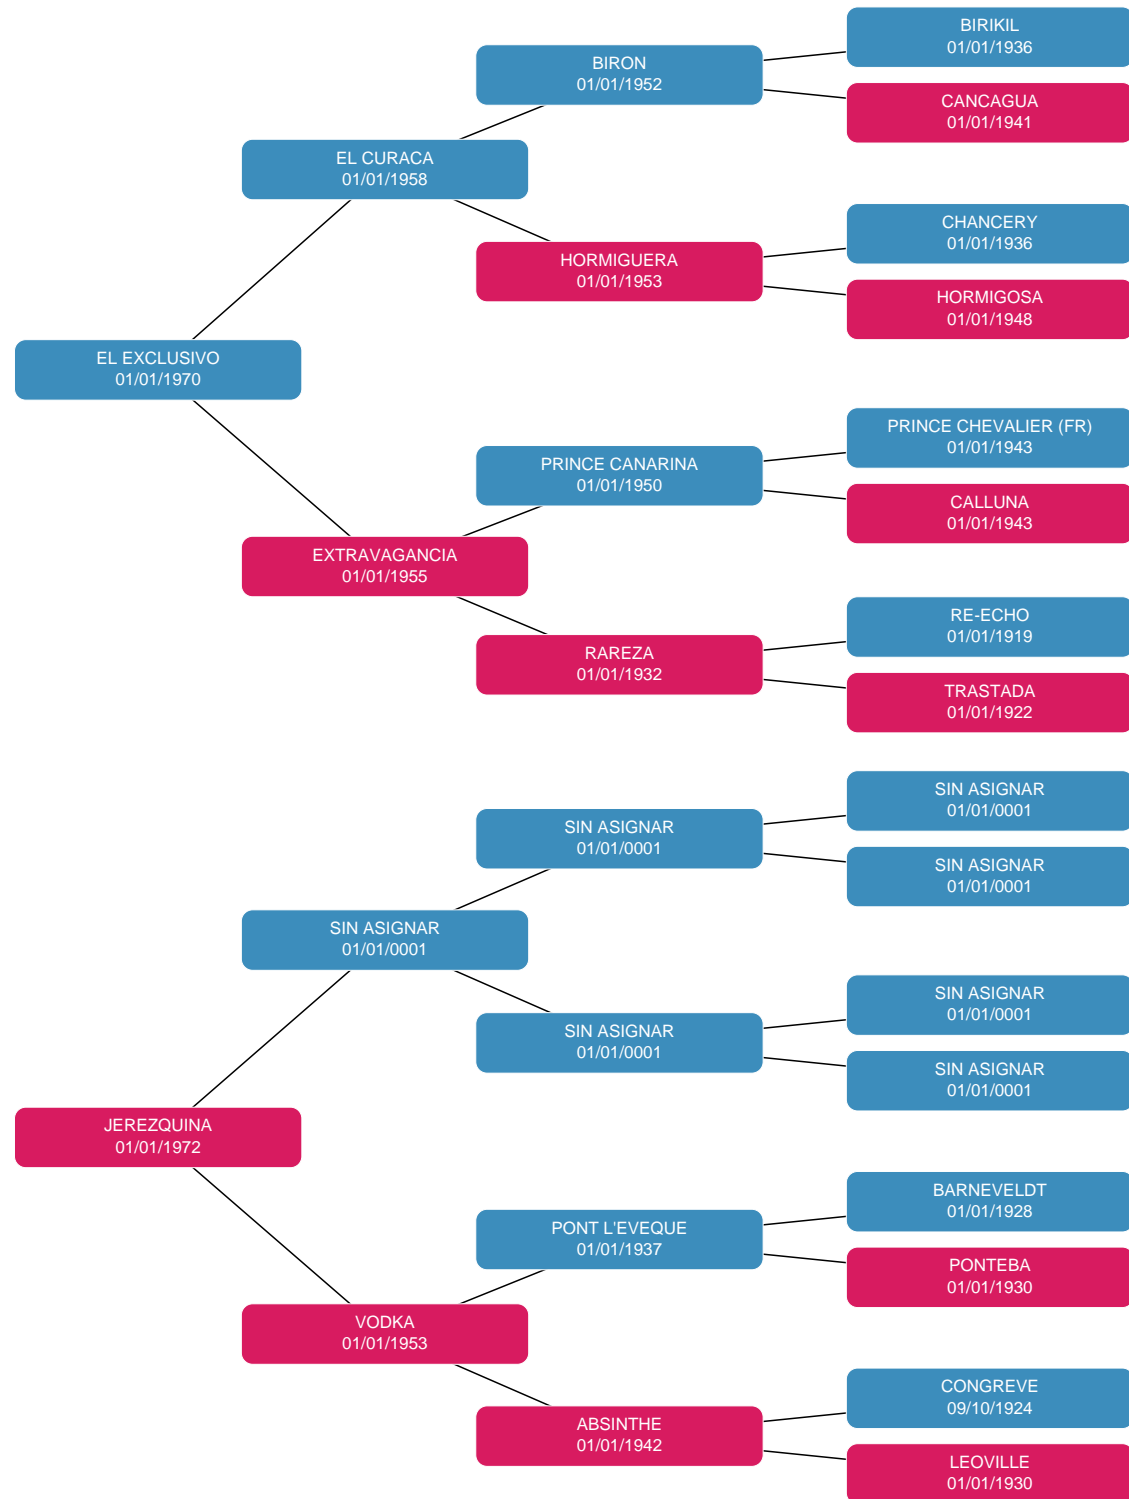 BIRIKIL
01/01/1936
BIRON
01/01/1952
CANCAGUA
01/01/1941
EL CURACA
01/01/1958
CHANCERY
01/01/1936
HORMIGUERA
01/01/1953
HORMIGOSA
01/01/1948
EL EXCLUSIVO
01/01/1970
PRINCE CHEVALIER (FR)
01/01/1943
PRINCE CANARINA
01/01/1950
CALLUNA
01/01/1943
EXTRAVAGANCIA
01/01/1955
RE-ECHO
01/01/1919
RAREZA
01/01/1932
TRASTADA
01/01/1922
SIN ASIGNAR
01/01/0001
SIN ASIGNAR
01/01/0001
SIN ASIGNAR
01/01/0001
SIN ASIGNAR
01/01/0001
SIN ASIGNAR
01/01/0001
SIN ASIGNAR
01/01/0001
SIN ASIGNAR
01/01/0001
JEREZQUINA
01/01/1972
BARNEVELDT
01/01/1928
PONT L'EVEQUE
01/01/1937
PONTEBA
01/01/1930
VODKA
01/01/1953
CONGREVE
09/10/1924
ABSINTHE
01/01/1942
LEOVILLE
01/01/1930